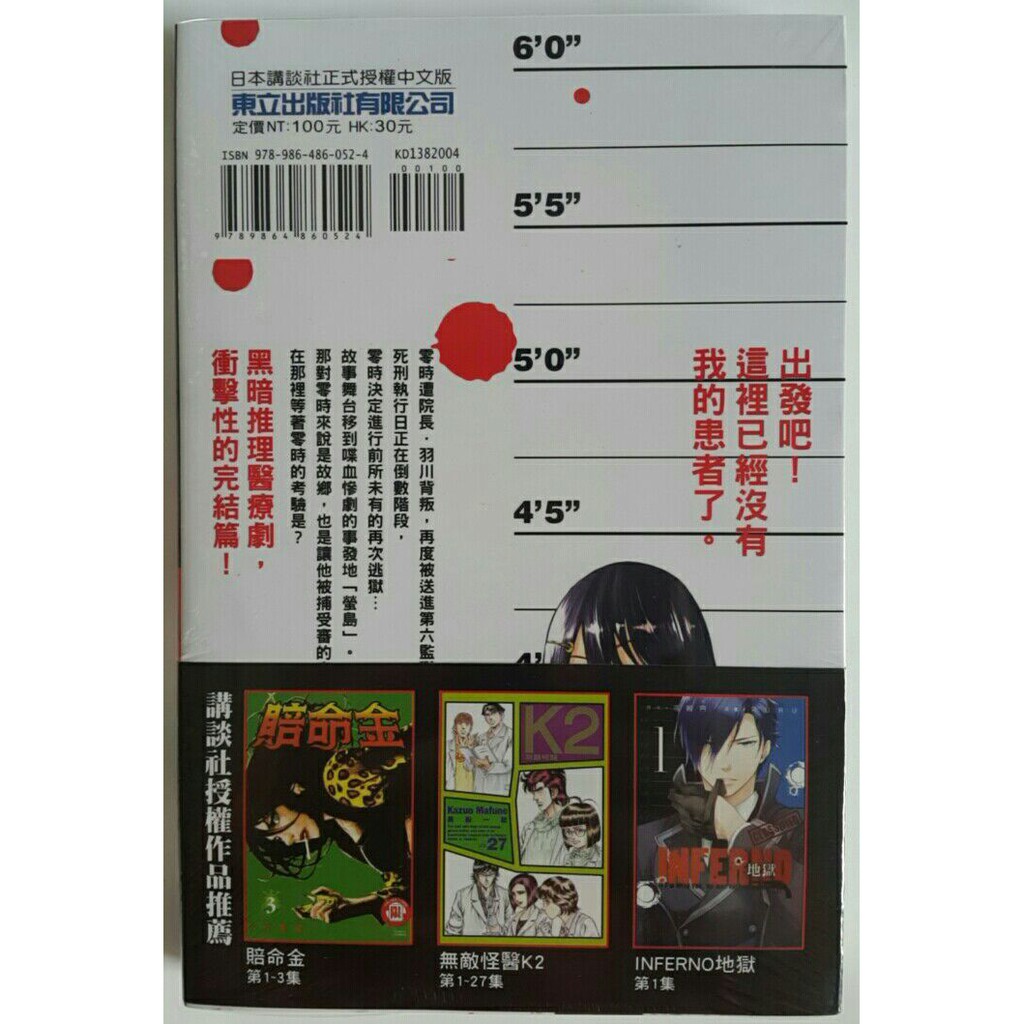 日本講談社正式授權中文版
東立出版社有限公司
定價NT:100元 HK:30元
ISBN 978-986-486-052-4
KD1382004
00100
9 789864 860524
6’0”
5’5”
5’0”
4’5”
4’
出發吧！
這裡已經沒有
我的患者了。
零時遭院長·羽川背叛，再度被送進第六監
死刑執行日正在倒數階段，
零時決定進行前所未有的再次逃獄…
故事舞台移到喋血慘劇的事發地「螢島」。
那對零時來說是故鄉，也是讓他被捕受審的
在那裡等著零時的考驗是？
黑暗推理醫療劇，
衝擊性的完結篇！
講談社授權作品推薦
賠命金
3
賠命金
第1~3集
K2
Kazuo Mafune
27
無敵怪醫K2
第1-27集
1
INFERNO
地獄
INFERNO地獄
第1集